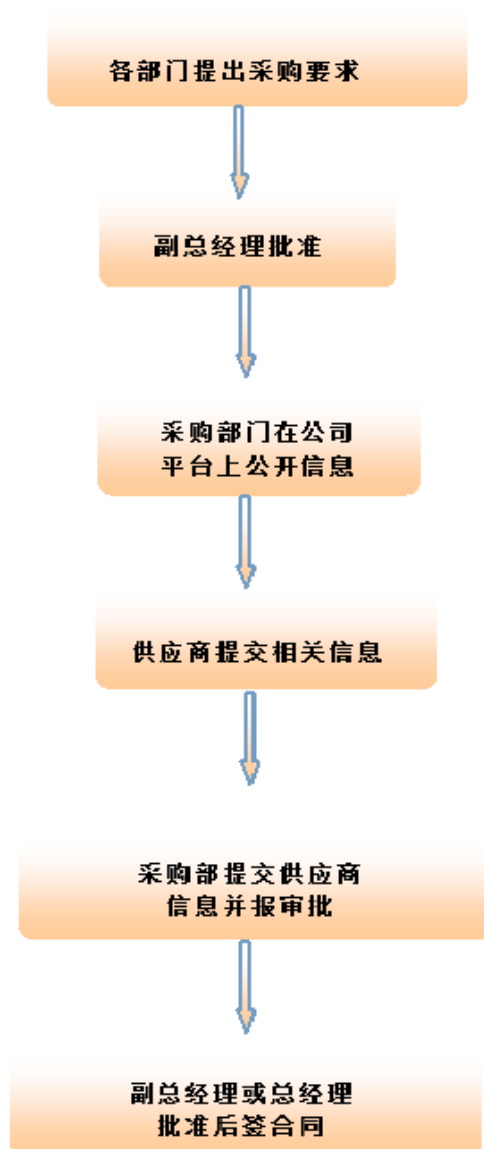 各部门提出采购要求
副总经理批准
采购部门在公司
平台上公开信息
供应商提交相关信息
采购部提交供应商
信息并报审批
副总经理或总经理
批准后签合同